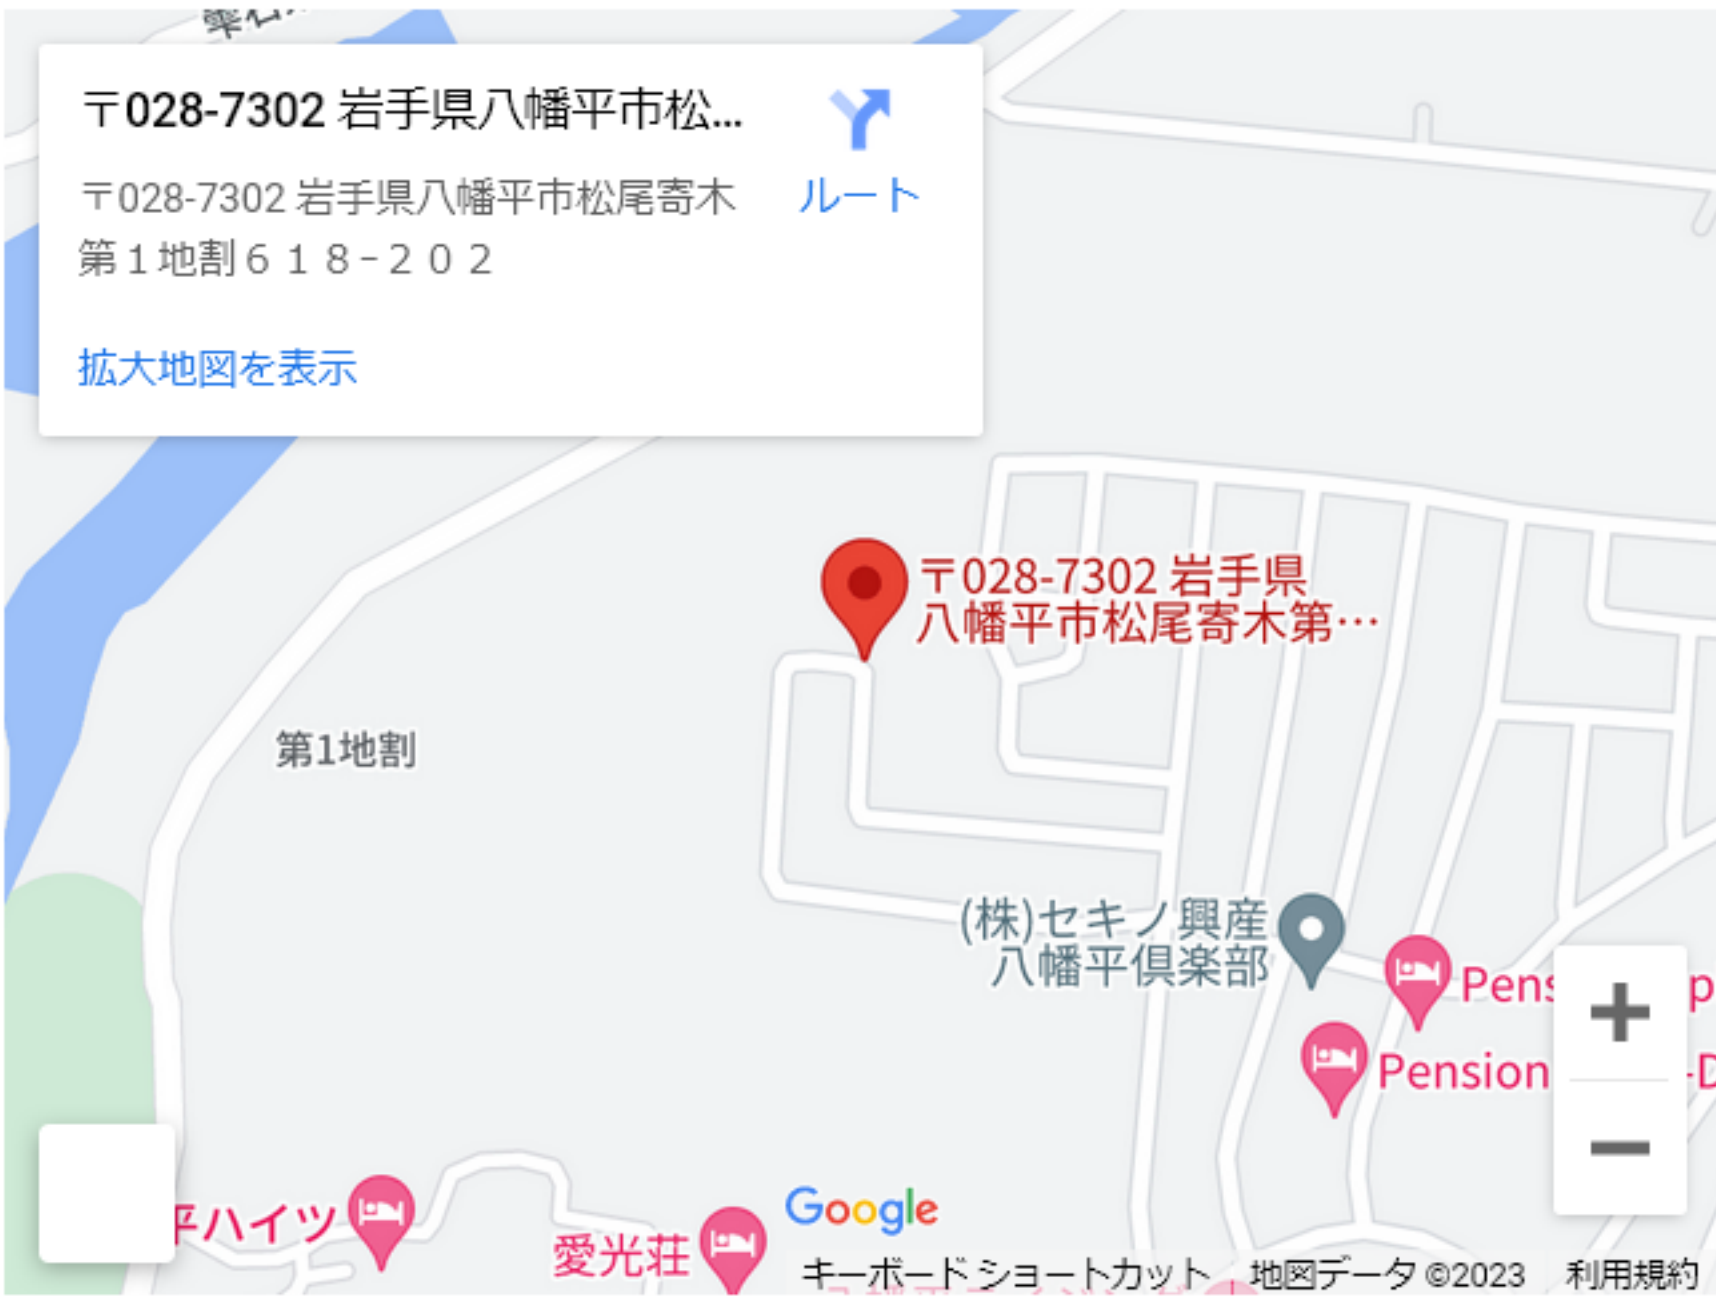 〒028-7302 岩手県八幡平市松...
〒028-7302 岩手県八幡平市松尾寄木
第１地割６１８−２０２
ルート
拡大地図を表示
〒028-7302 岩手県
八幡平市松尾寄木第…
第1地割
(株)セキノ興産
八幡平倶楽部
Pension
平ハイツ
愛光荘
Google
キーボード ショートカット
地図データ ©2023
利用規約